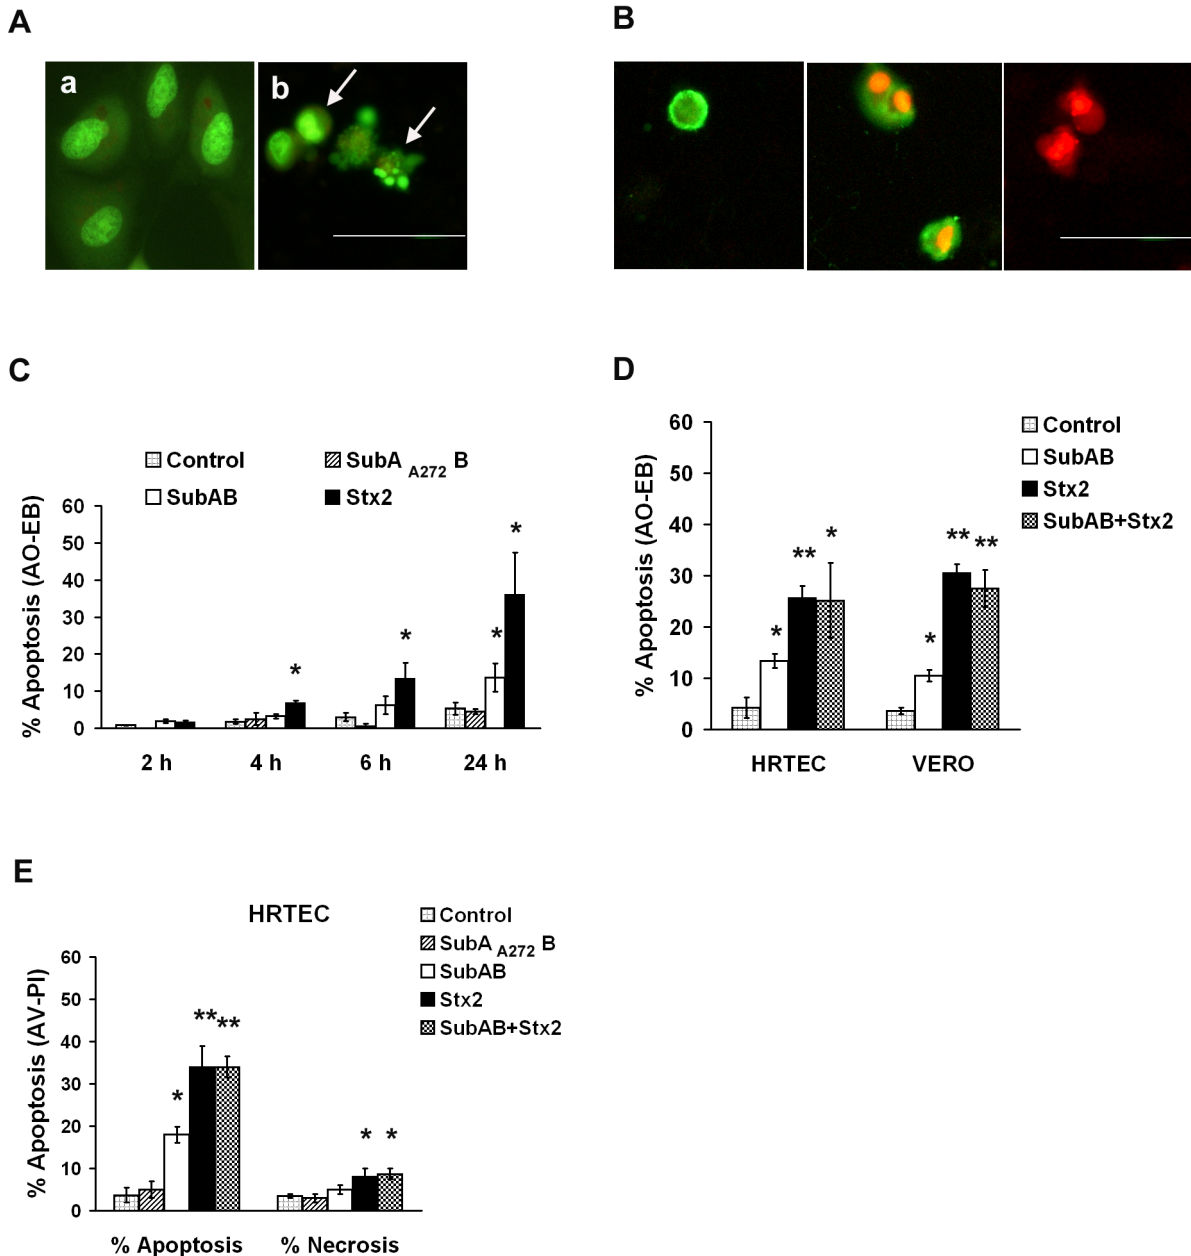 A
B
a
b
C
D
Control
SubA A272 B
SubAB
Stx2
% Apoptosis (AO-EB)
60
50
40
30
20
10
0
2 h
4 h
6 h
24 h
*
*
*
*
% Apoptosis (AO-EB)
60
50
40
30
20
10
0
Control
SubAB
Stx2
SubAB+Stx2
*
**
*
*
**
**
HRTEC
VERO
E
HRTEC
Control
SubA A272 B
SubAB
Stx2
SubAB+Stx2
% Apoptosis (AV-PI)
60
50
40
30
20
10
0
*
**
**
*
*
% Apoptosis
% Necrosis